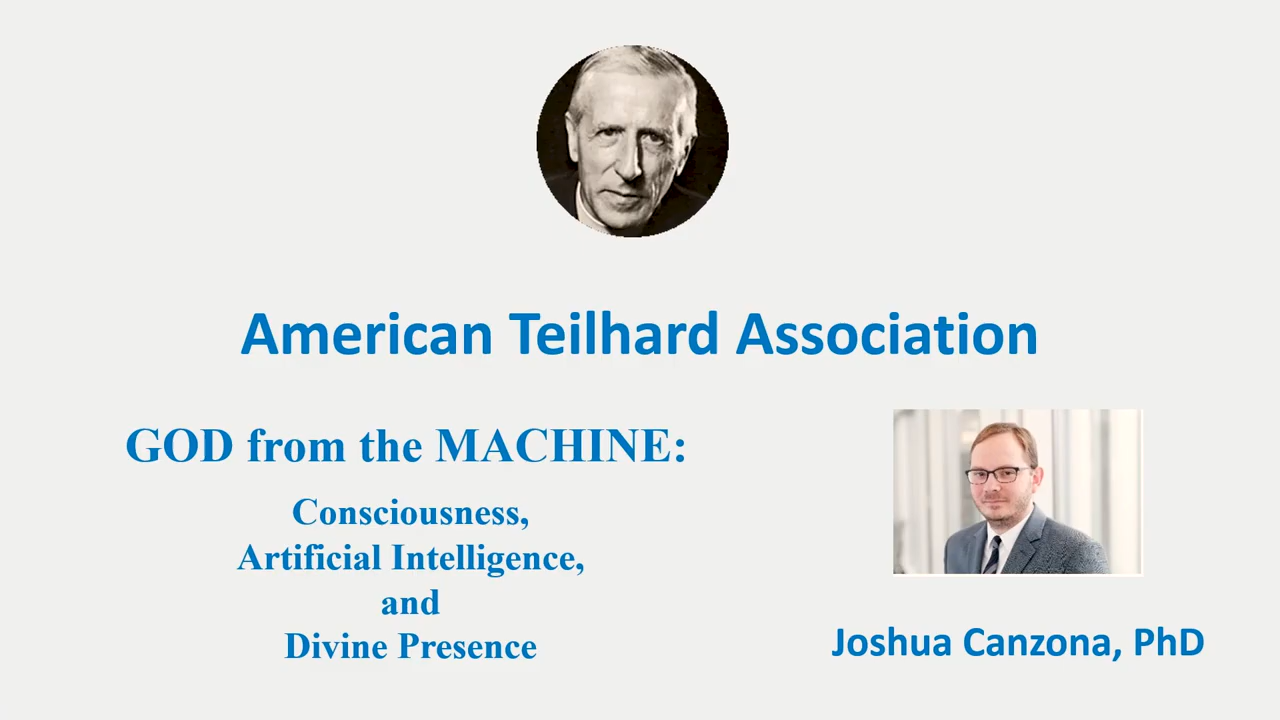 American Teilhard Association
GOD from the MACHINE:
Consciousness,
Artificial Intelligence,
and
Divine Presence
Joshua Canzona, PhD